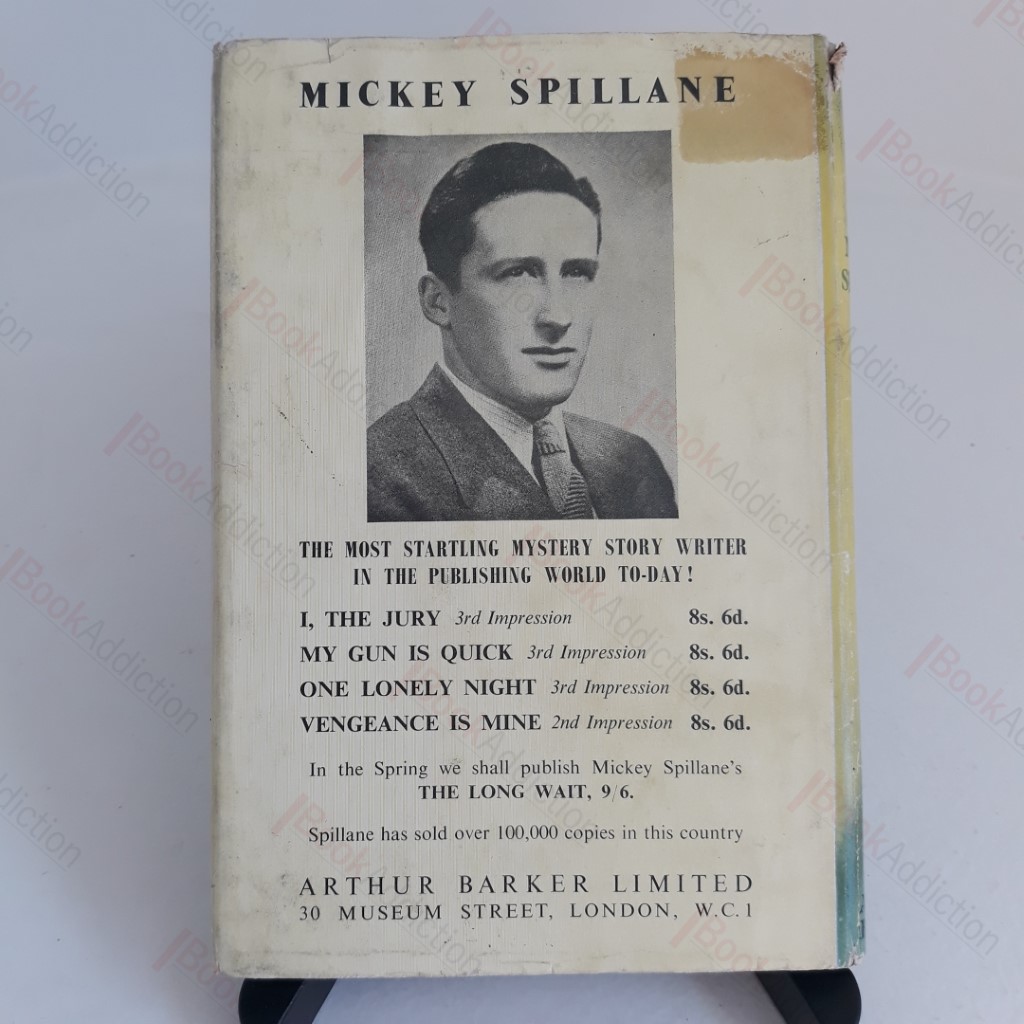 MICKEY SPILLANE
THE MOST STARTLING MYSTERY STORY WRITER
IN THE PUBLISHING WORLD TO-DAY!
I, THE JURY 3rd Impression 8s. 6d.
MY GUN IS QUICK 3rd Impression 8s. 6d.
ONE LONELY NIGHT 3rd Impression 8s. 6d.
VENGEANCE IS MINE 2nd Impression 8s. 6d.
In the Spring we shall publish Mickey Spillane's
THE LONG WAIT, 9/6.
Spillane has sold over 100,000 copies in this country
ARTHUR BARKER LIMITED
30 MUSEUM STREET, LONDON, W.C.1
BookAddiction